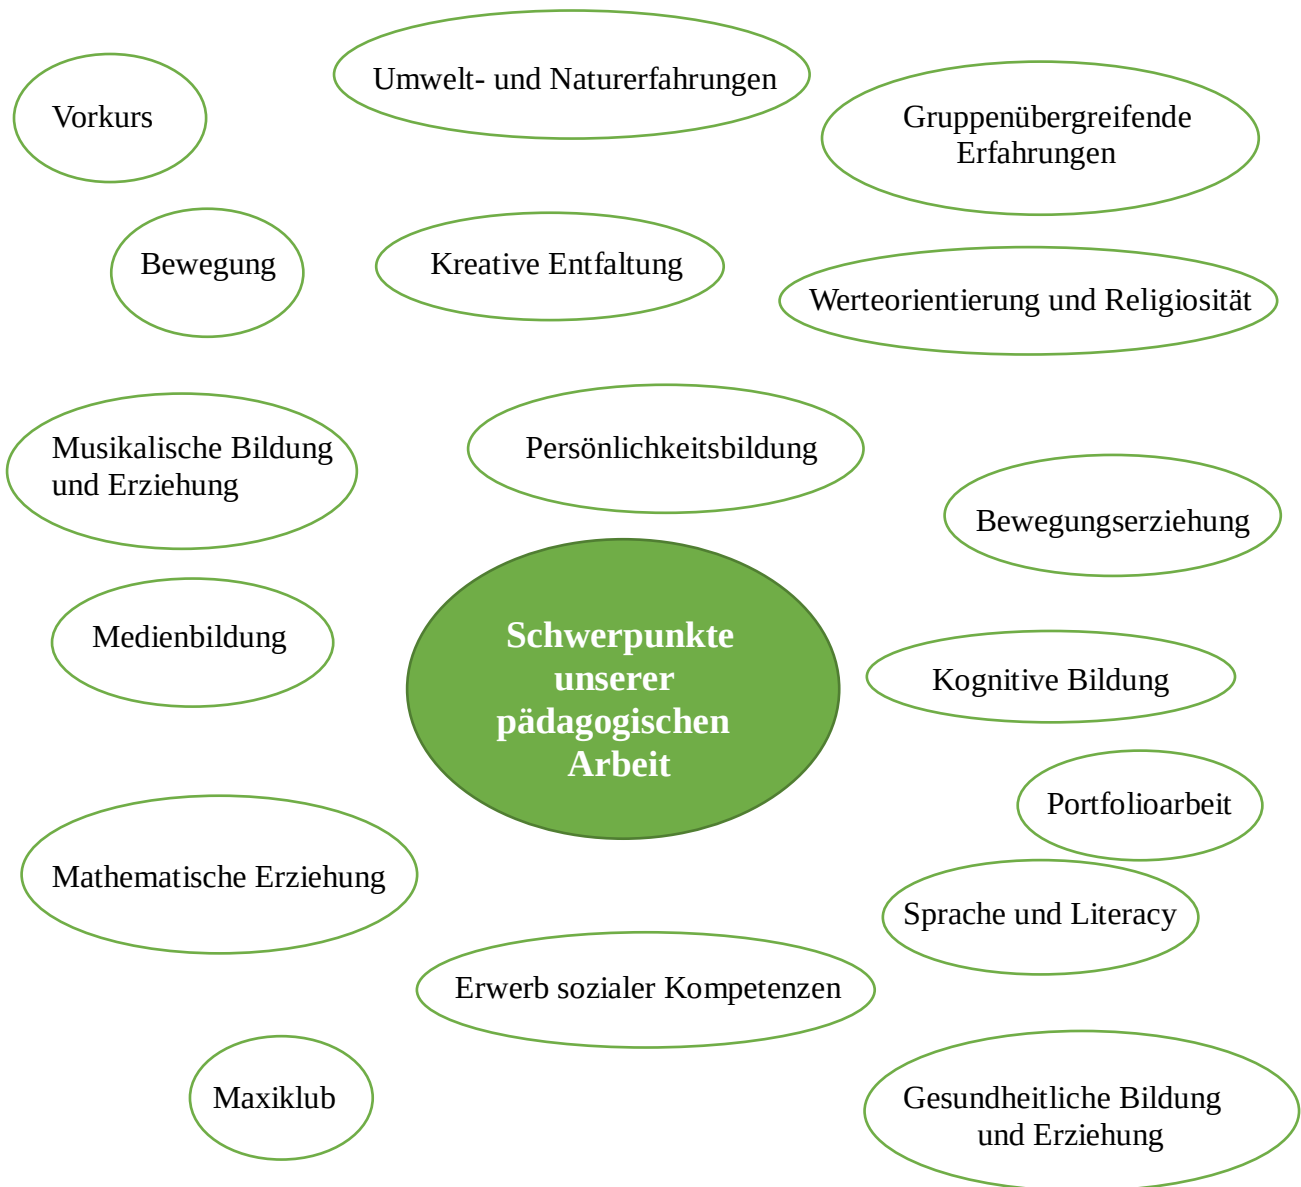 Umwelt- und Naturerfahrungen
Vorkurs
Gruppenübergreifende
Erfahrungen
Bewegung
Kreative Entfaltung
Werteorientierung und Religiosität
Musikalische Bildung
und Erziehung
Persönlichkeitsbildung
Bewegungserziehung
Medienbildung
Schwerpunkte
unserer
pädagogischen
Arbeit
Kognitive Bildung
Portfolioarbeit
Mathematische Erziehung
Sprache und Literacy
Erwerb sozialer Kompetenzen
Maxiklub
Gesundheitliche Bildung
und Erziehung